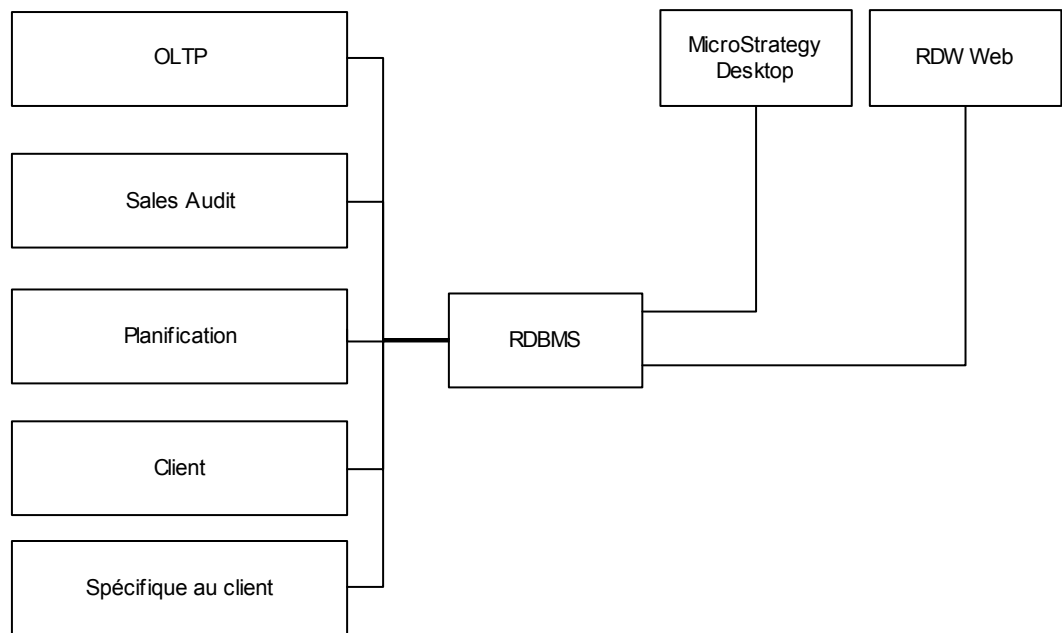 OLTP
MicroStrategy
Desktop
RDW Web
Sales Audit
Planification
RDBMS
Client
Spécifique au client